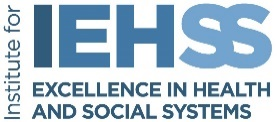 Institute for
IEHSS
EXCELLENCE IN HEALTH
AND SOCIAL SYSTEMS